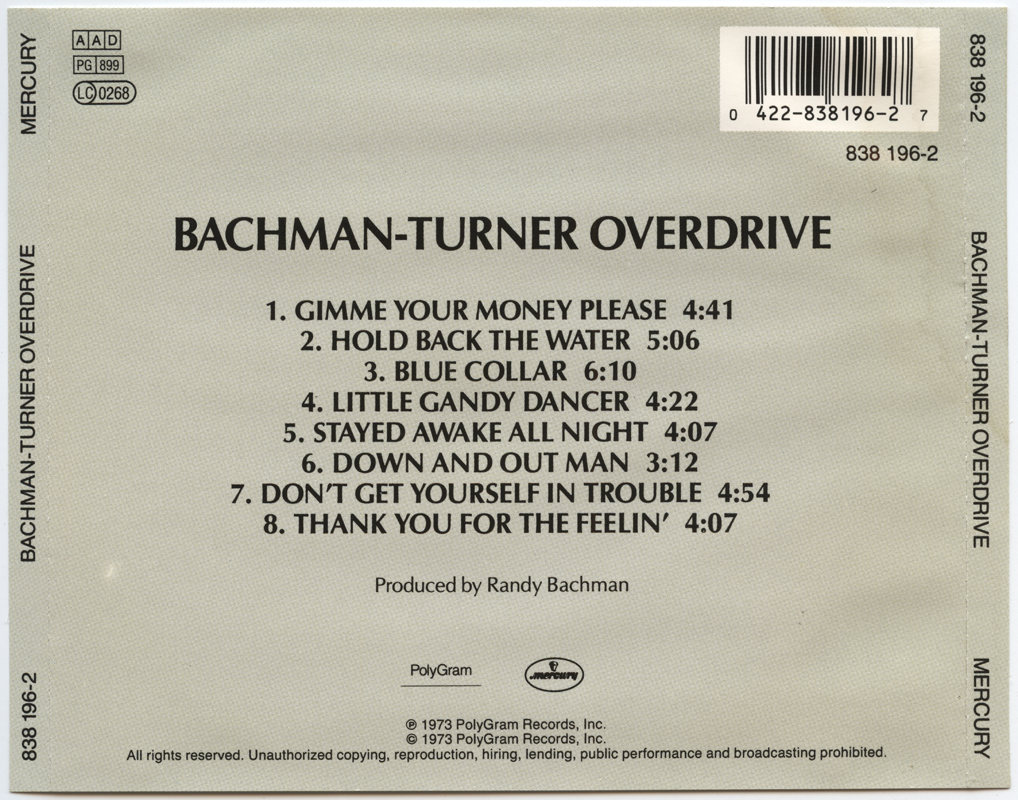 MERCURY
BACHMAN-TURNER OVERDRIVE
838 196-2
A A D
PG 899
LC 0268
0 422-838196-2 7
838 196-2
BACHMAN-TURNER OVERDRIVE
1. GIMME YOUR MONEY PLEASE 4:41
2. HOLD BACK THE WATER 5:06
3. BLUE COLLAR 6:10
4. LITTLE GANDY DANCER 4:22
5. STAYED AWAKE ALL NIGHT 4:07
6. DOWN AND OUT MAN 3:12
7. DON'T GET YOURSELF IN TROUBLE 4:54
8. THANK YOU FOR THE FEELIN' 4:07
Produced by Randy Bachman
PolyGram
mercury
℗ 1973 PolyGram Records, Inc.
© 1973 PolyGram Records, Inc.
All rights reserved. Unauthorized copying, reproduction, hiring, lending, public performance and broadcasting prohibited.
838 196-2
BACHMAN-TURNER OVERDRIVE
MERCURY